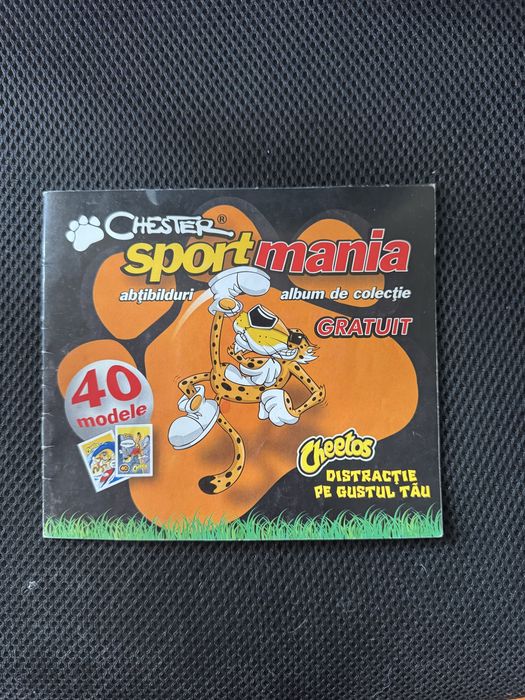 CHESTER®
sportmania
abțibilduri album de colecție
GRATUIT
40
modele
Cheetos
DISTRACȚIE
PE GUSTUL TĂU